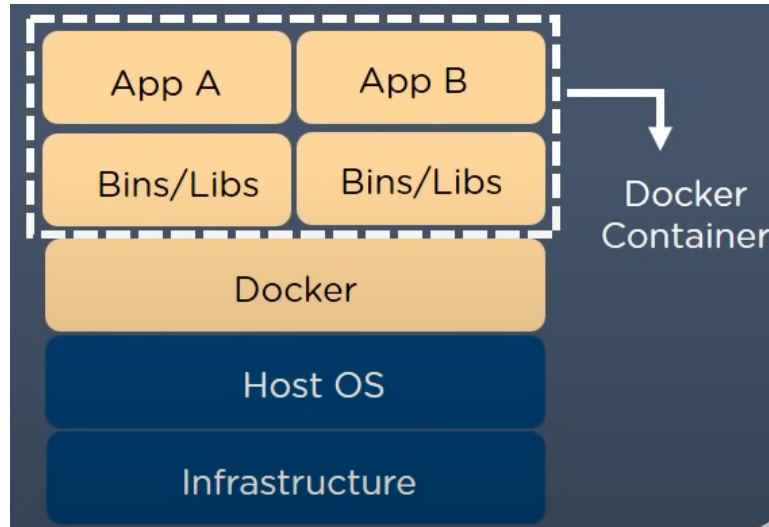 App A
App B
Bins/Libs
Bins/Libs
Docker
Container
Docker
Host OS
Infrastructure